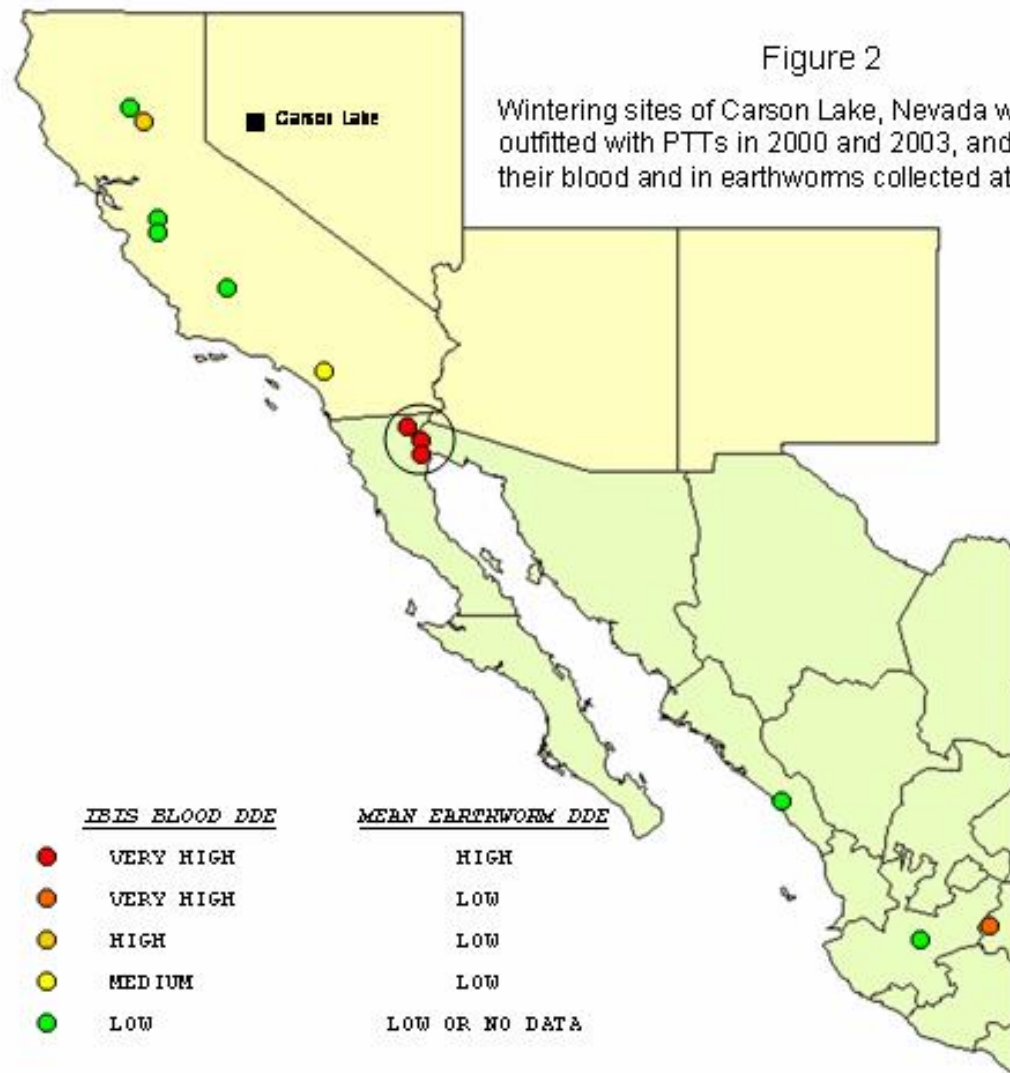 Figure 2
Wintering sites of Carson Lake, Nevada w
outfitted with PTTs in 2000 and 2003, and
their blood and in earthworms collected at
Carson Lake
IBIS BLOOD DDE MEAN EARTHWORM DDE
VERY HIGH HIGH
VERY HIGH LOW
HIGH LOW
MEDIUM LOW
LOW LOW OR NO DATA